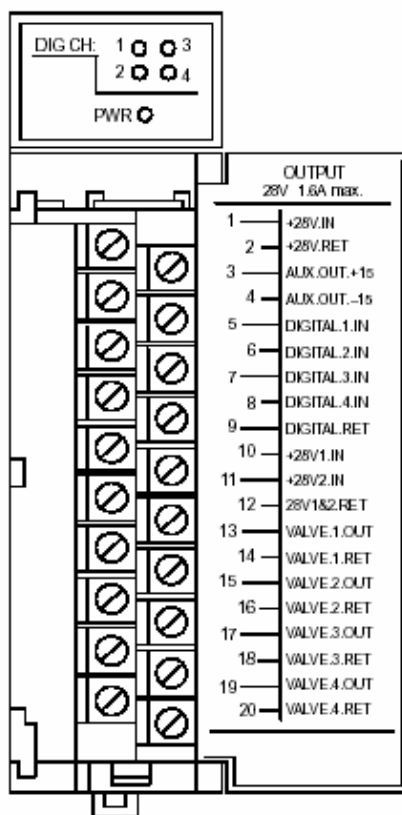 DIG CH: 1 3
2 4
PWR
OUTPUT
28V 1.6A max.
1 +28V.IN
2 +28V.RET
3 AUX.OUT.+15
4 AUX.OUT.–15
5 DIGITAL.1.IN
6 DIGITAL.2.IN
7 DIGITAL.3.IN
8 DIGITAL.4.IN
9 DIGITAL.RET
10 +28V1.IN
11 +28V2.IN
12 28V1&2.RET
13 VALVE.1.OUT
14 VALVE.1.RET
15 VALVE.2.OUT
16 VALVE.2.RET
17 VALVE.3.OUT
18 VALVE.3.RET
19 VALVE.4.OUT
20 VALVE.4.RET